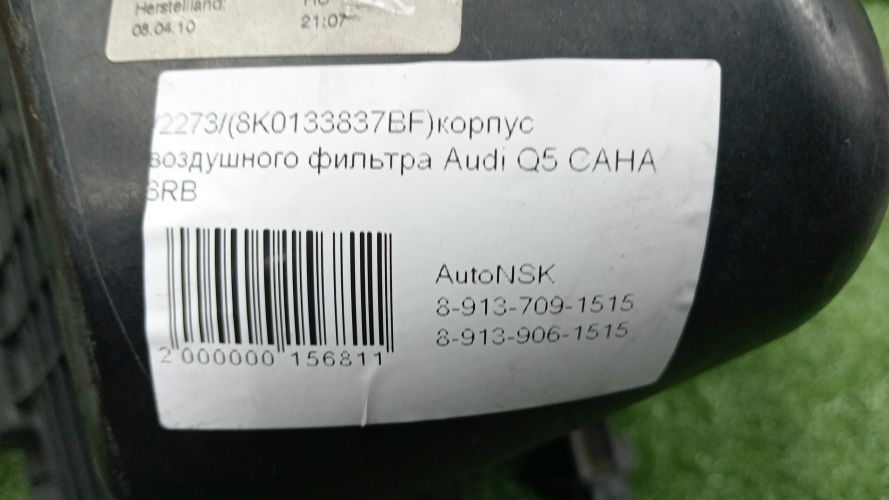 Herstellland:
08.04.10 21:07
/2273/(8K0133837BF)корпус
воздушного фильтра Audi Q5 CAHA
8RB
AutoNSK
8-913-709-1515
8-913-906-1515
2 000000 156811